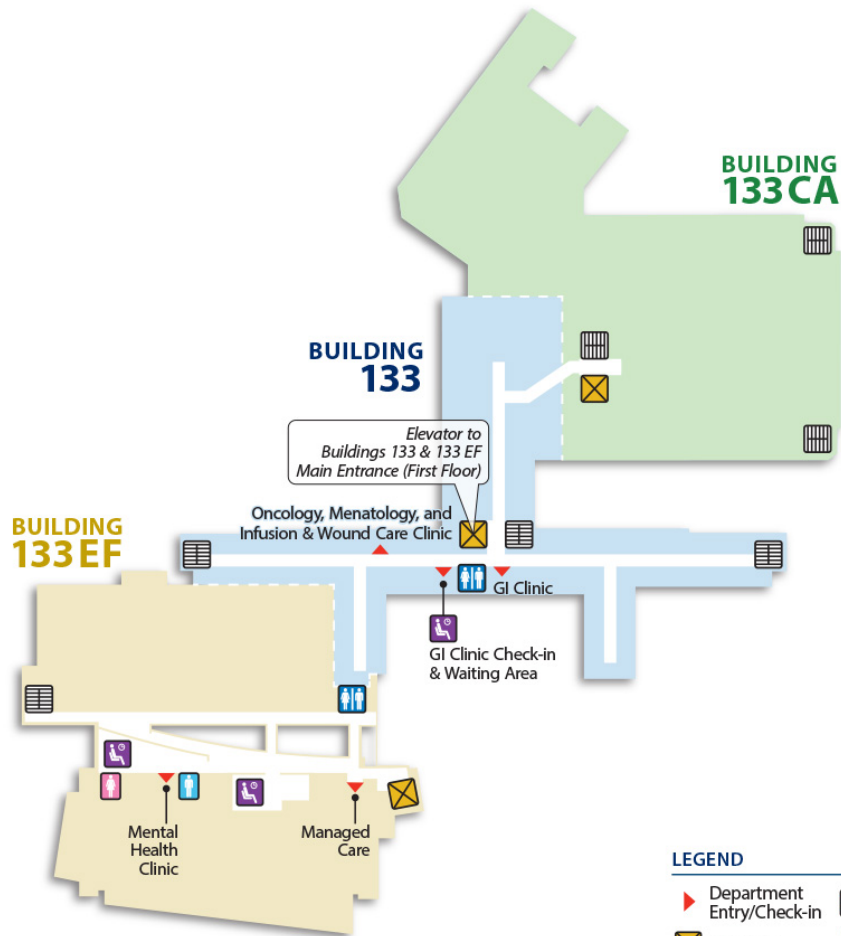 BUILDING
133 CA
BUILDING
133
Elevator to
Buildings 133 & 133 EF
Main Entrance (First Floor)
Oncology, Menatology, and
Infusion & Wound Care Clinic
BUILDING
133 EF
GI Clinic
GI Clinic Check-in
& Waiting Area
Mental
Health
Clinic
Managed
Care
LEGEND
Department
Entry/Check-in